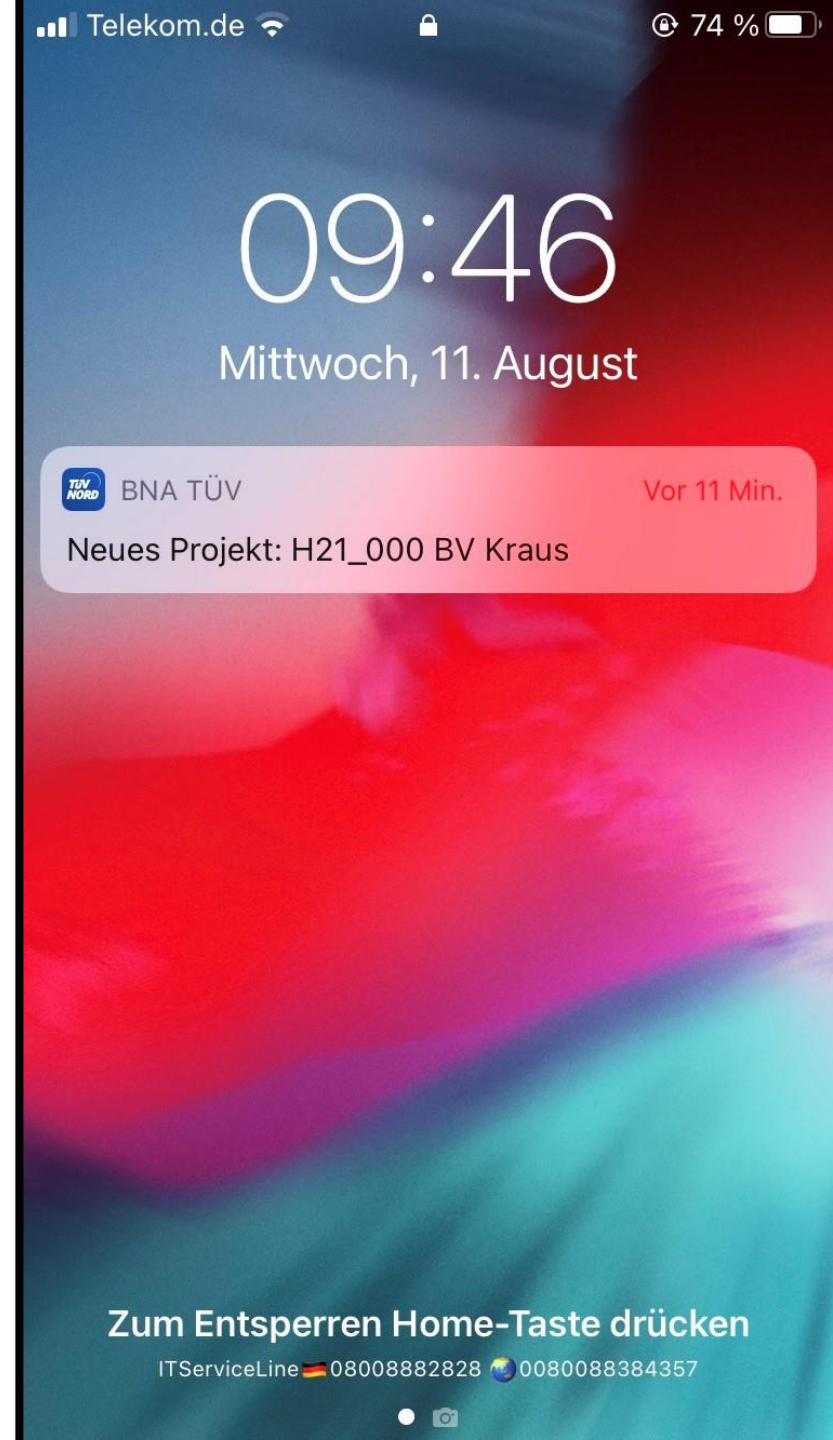 Telekom.de 74 %
09:46
Mittwoch, 11. August
TÜV NORD BNA TÜV Vor 11 Min.
Neues Projekt: H21_000 BV Kraus
Zum Entsperren Home-Taste drücken
ITServiceLine🇩🇪08008882828 🌏0080088384357